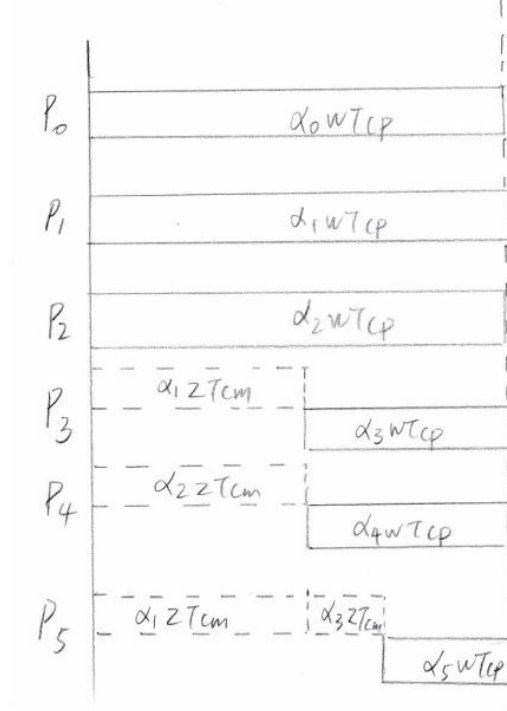 P₀ α₀wTcp
P₁ α₁wTcp
P₂ α₂wTcp
α₁zTcm
P₃ α₃wTcp
α₂zTcm
P₄ α₄wTcp
P₅ α₁zTcm α₃zTcm
α₅wTcp